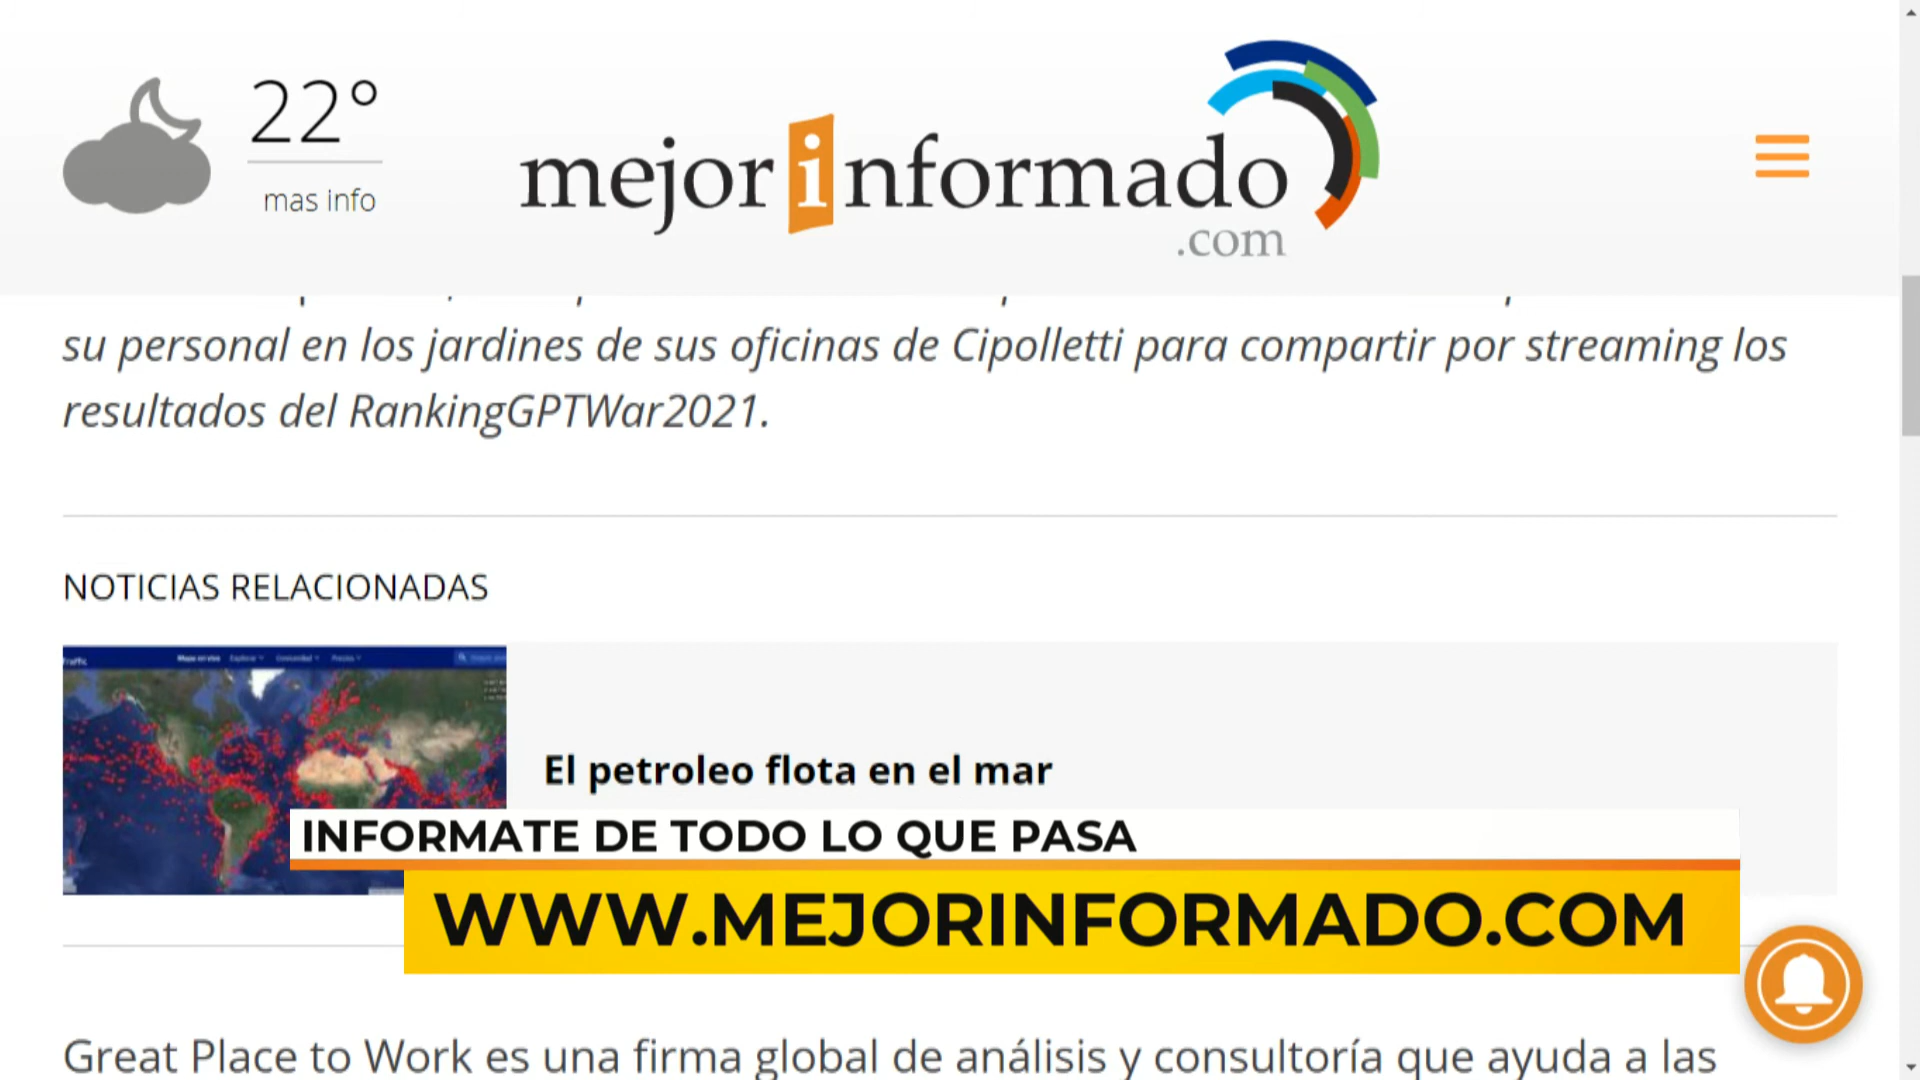 22°
mas info
mejorinformado
.com
su personal en los jardines de sus oficinas de Cipolletti para compartir por streaming los
resultados del RankingGPTWar2021.
NOTICIAS RELACIONADAS
El petroleo flota en el mar
INFORMATE DE TODO LO QUE PASA
WWW.MEJORINFORMADO.COM
Great Place to Work es una firma global de análisis y consultoría que ayuda a las